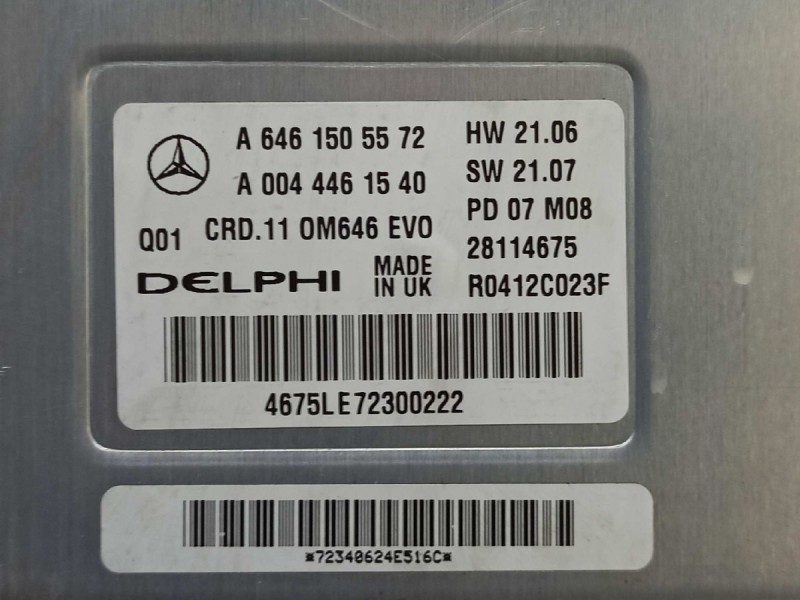 A 646 150 55 72 HW 21.06
A 004 446 15 40 SW 21.07
Q01 CRD.11 OM646 EVO PD 07 M08
28114675
DELPHI MADE IN UK R0412C023F
4675LE72300222
*72340624E516C*